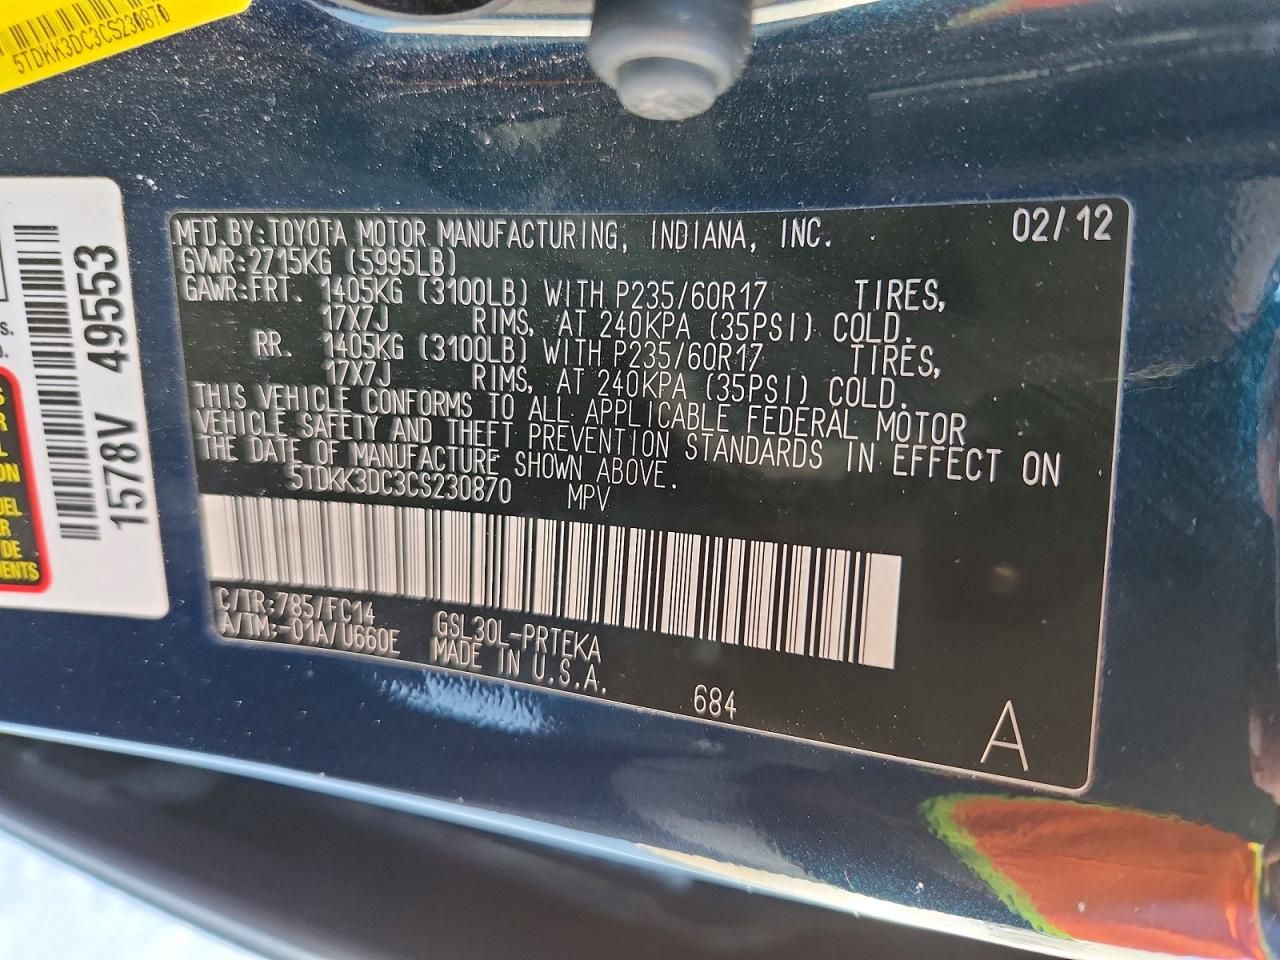 5TDKK3DC3CS230870
MFD.BY:TOYOTA MOTOR MANUFACTURING, INDIANA, INC. 02/12
GVWR:2715KG (5995LB)
GAWR:FRT. 1405KG (3100LB) WITH P235/60R17 TIRES,
17X7J RIMS, AT 240KPA (35PSI) COLD.
RR. 1405KG (3100LB) WITH P235/60R17 TIRES,
17X7J RIMS, AT 240KPA (35PSI) COLD.
THIS VEHICLE CONFORMS TO ALL APPLICABLE FEDERAL MOTOR
VEHICLE SAFETY AND THEFT PREVENTION STANDARDS IN EFFECT ON
THE DATE OF MANUFACTURE SHOWN ABOVE.
5TDKK3DC3CS230870 MPV
C/TR:785/FC14
A/TM:-01A/U660E
GSL30L-PRTEKA
MADE IN U.S.A.
684
A
1578V 49553
DE